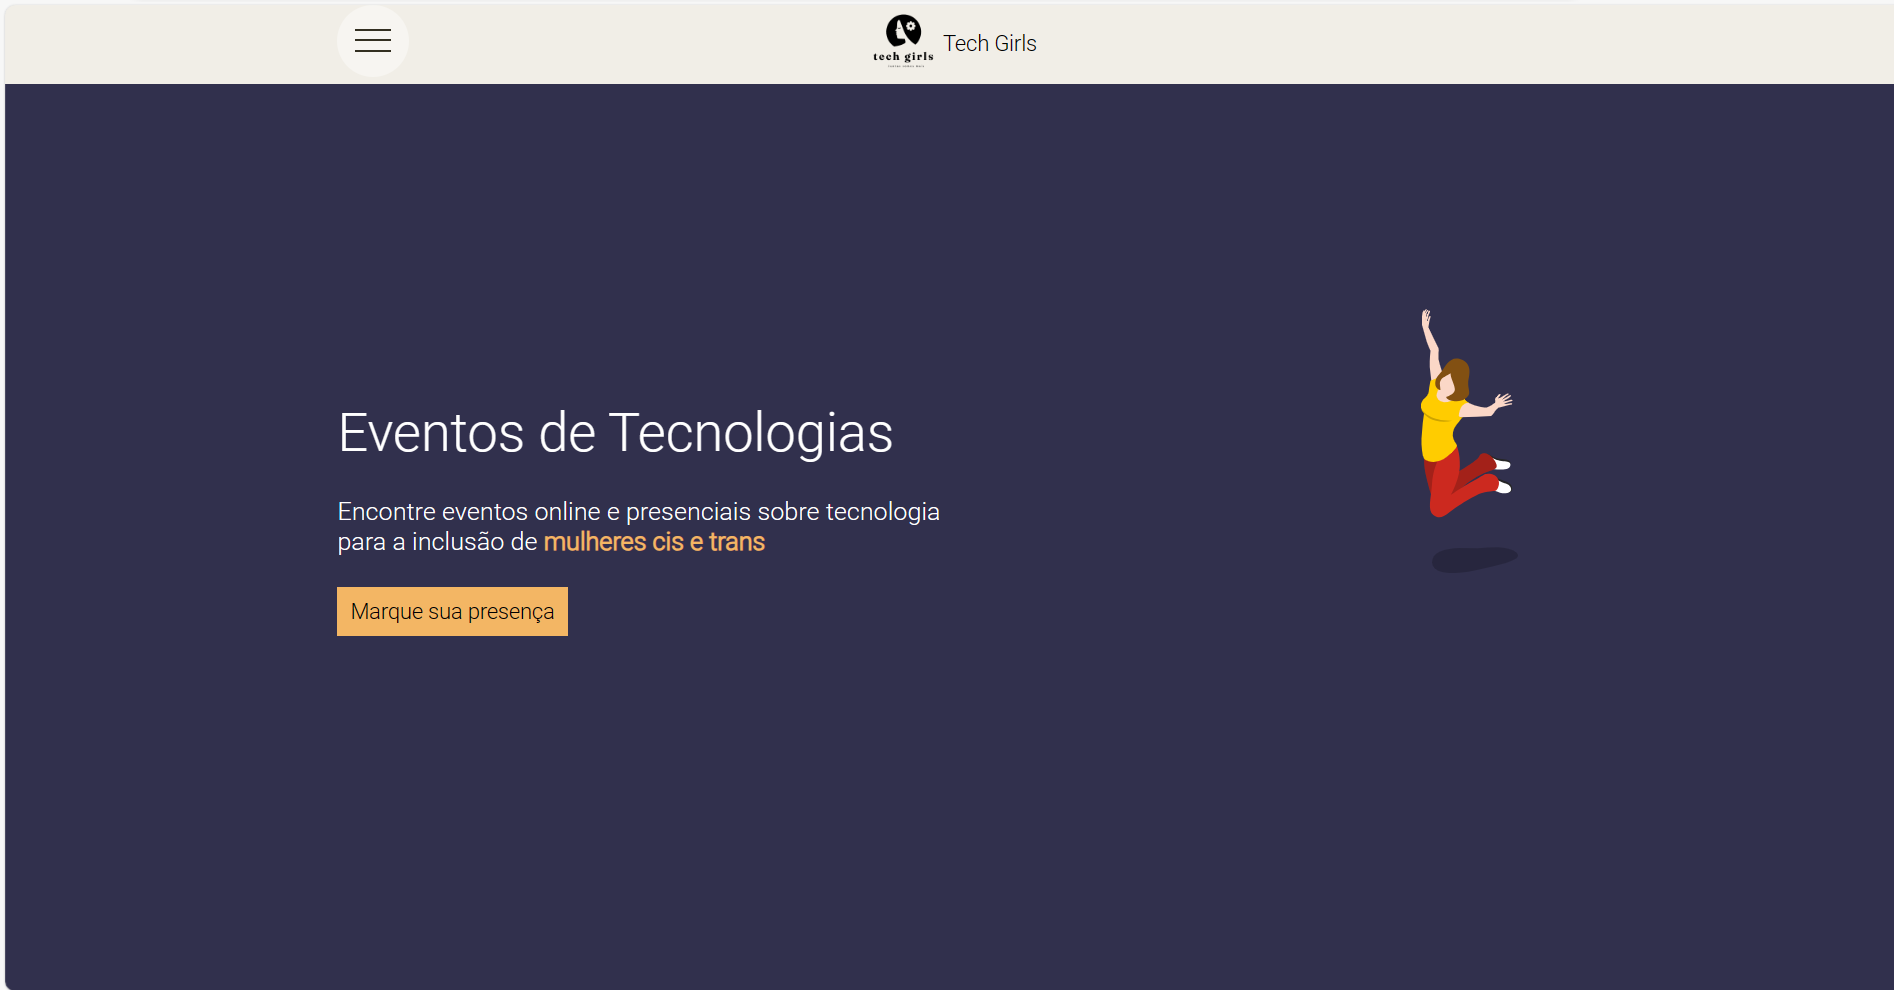 tech girls
Tech Girls
Eventos de Tecnologias
Encontre eventos online e presenciais sobre tecnologia
para a inclusão de mulheres cis e trans
Marque sua presença